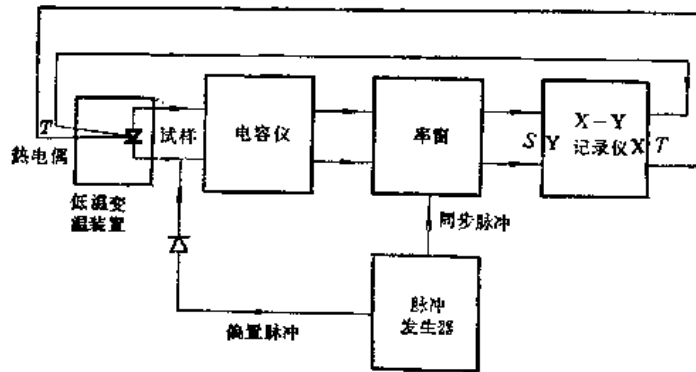 T
热电偶
试样
低温变
温装置
电容仪
率窗
S Y
X-Y
记录仪 X T
同步脉冲
脉冲
发生器
偏置脉冲